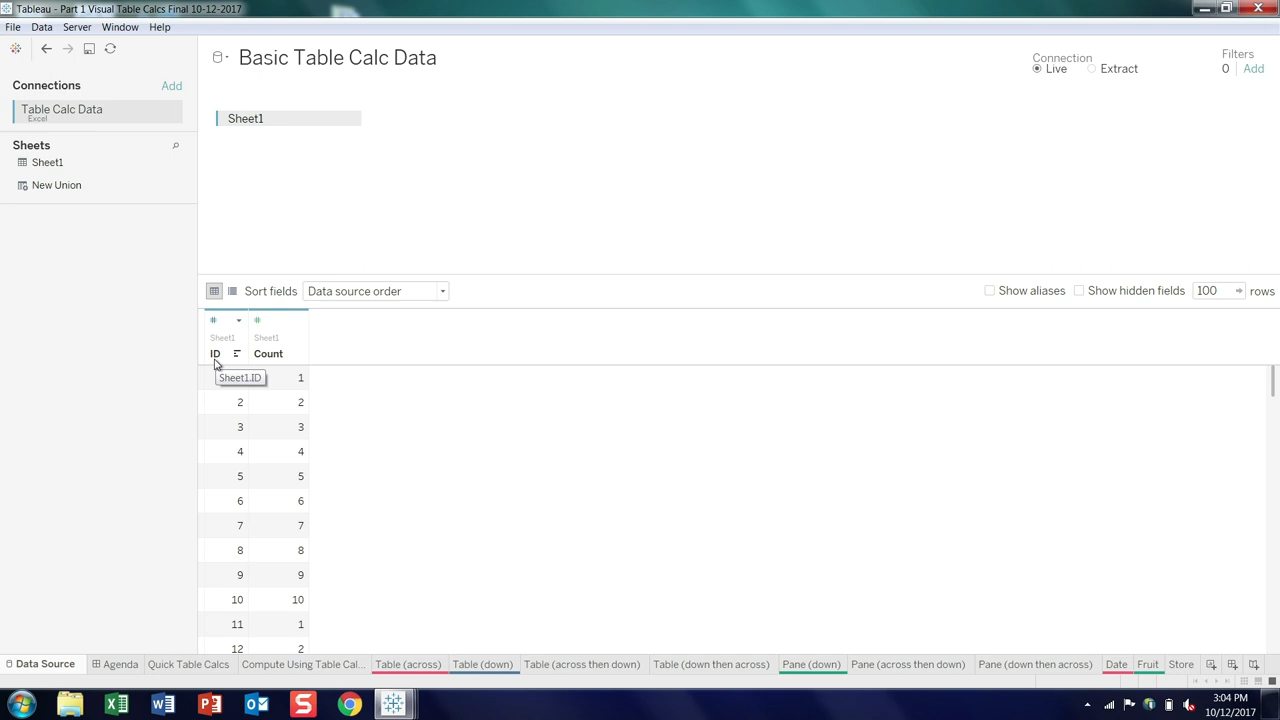 Tableau - Part 1 Visual Table Calcs Final 10-12-2017
File Data Server Window Help
Connections Add
Table Calc Data
Excel
Sheets
Sheet1
New Union
Basic Table Calc Data
Connection
Live Extract
Filters
0 Add
Sheet1
Sort fields Data source order
Show aliases Show hidden fields 100 rows
# #
Sheet1 Sheet1
ID Count
Sheet1.ID
1
2 2
3 3
4 4
5 5
6 6
7 7
8 8
9 9
10 10
11 1
12 2
Data Source Agenda Quick Table Calcs Compute Using Table Cal... Table (across) Table (down) Table (across then down) Table (down then across) Pane (down) Pane (across then down) Pane (down then across) Date Fruit Store
3:04 PM
10/12/2017